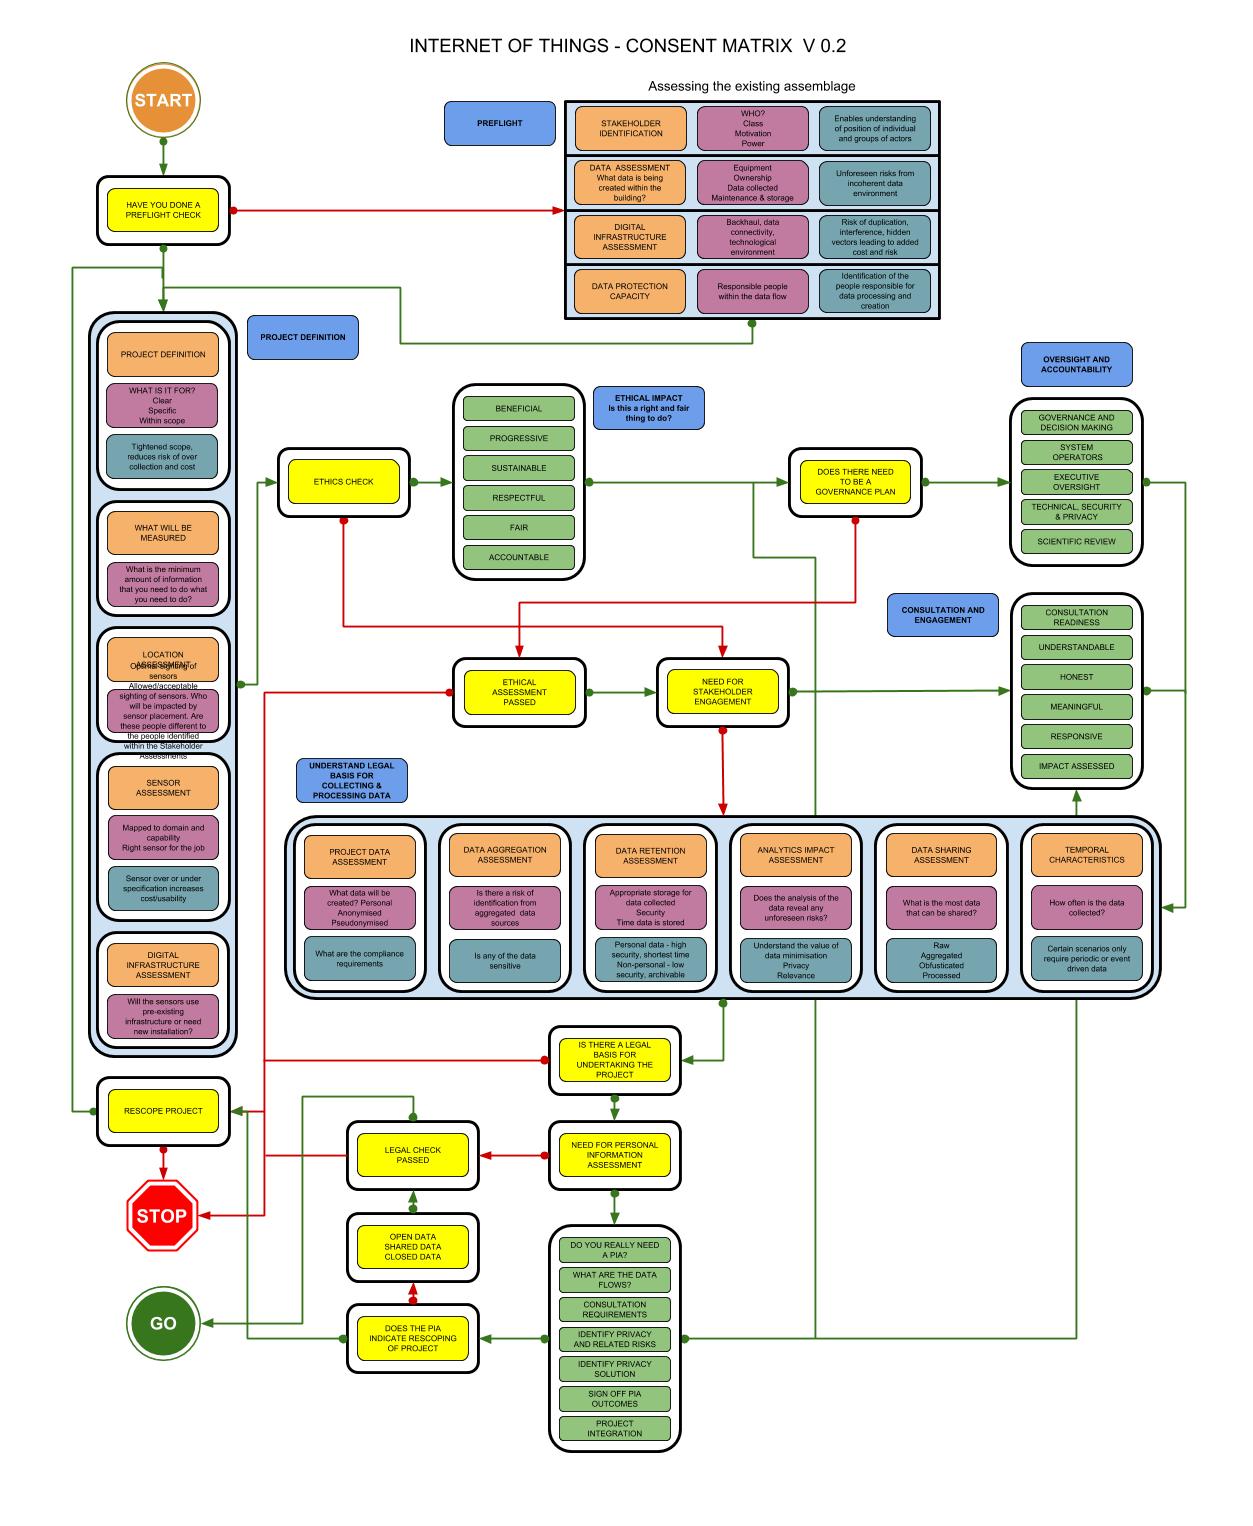 INTERNET OF THINGS - CONSENT MATRIX V 0.2
START
Assessing the existing assemblage
PREFLIGHT
STAKEHOLDER
IDENTIFICATION
WHO?
Class
Motivation
Power
Enables understanding
of position of individual
and groups of actors
DATA ASSESSMENT
What data is being
created within the
building?
Equipment
Ownership
Data collected
Maintenance & storage
Unforeseen risks from
incoherent data
environment
HAVE YOU DONE A
PREFLIGHT CHECK
DIGITAL
INFRASTRUCTURE
ASSESSMENT
Backhaul, data
connectivity,
technological
environment
Risk of duplication,
interference, hidden
vectors leading to added
cost and risk
DATA PROTECTION
CAPACITY
Responsible people
within the data flow
Identification of the
people responsible for
data processing and
creation
PROJECT DEFINITION
PROJECT DEFINITION
WHAT IS IT FOR?
Clear
Specific
Within scope
Tightened scope,
reduces risk of over
collection and cost
WHAT WILL BE
MEASURED
What is the minimum
amount of information
that you need to do what
you need to do?
LOCATION
ASSESSMENT
Optimal sighting of
sensors
Allowed/acceptable
sighting of sensors. Who
will be impacted by
sensor placement. Are
these people different to
the people identified
within the Stakeholder
Assessments
SENSOR
ASSESSMENT
Mapped to domain and
capability
Right sensor for the job
Sensor over or under
specification increases
cost/usability
DIGITAL
INFRASTRUCTURE
ASSESSMENT
Will the sensors use
pre-existing
infrastructure or need
new installation?
ETHICS CHECK
BENEFICIAL
PROGRESSIVE
SUSTAINABLE
RESPECTFUL
FAIR
ACCOUNTABLE
ETHICAL IMPACT
Is this a right and fair
thing to do?
DOES THERE NEED
TO BE A
GOVERNANCE PLAN
OVERSIGHT AND
ACCOUNTABILITY
GOVERNANCE AND
DECISION MAKING
SYSTEM
OPERATORS
EXECUTIVE
OVERSIGHT
TECHNICAL, SECURITY
& PRIVACY
SCIENTIFIC REVIEW
CONSULTATION AND
ENGAGEMENT
CONSULTATION
READINESS
UNDERSTANDABLE
HONEST
MEANINGFUL
RESPONSIVE
IMPACT ASSESSED
ETHICAL
ASSESSMENT
PASSED
NEED FOR
STAKEHOLDER
ENGAGEMENT
UNDERSTAND LEGAL
BASIS FOR
COLLECTING &
PROCESSING DATA
PROJECT DATA
ASSESSMENT
What data will be
created? Personal
Anonymised
Pseudonymised
What are the compliance
requirements
DATA AGGREGATION
ASSESSMENT
Is there a risk of
identification from
aggregated data
sources
Is any of the data
sensitive
DATA RETENTION
ASSESSMENT
Appropriate storage for
data collected
Security
Time data is stored
Personal data - high
security, shortest time
Non-personal - low
security, archivable
ANALYTICS IMPACT
ASSESSMENT
Does the analysis of the
data reveal any
unforeseen risks?
Understand the value of
data minimisation
Privacy
Relevance
DATA SHARING
ASSESSMENT
What is the most data
that can be shared?
Raw
Aggregated
Obfusticated
Processed
TEMPORAL
CHARACTERISTICS
How often is the data
collected?
Certain scenarios only
require periodic or event
driven data
IS THERE A LEGAL
BASIS FOR
UNDERTAKING THE
PROJECT
RESCOPE PROJECT
LEGAL CHECK
PASSED
NEED FOR PERSONAL
INFORMATION
ASSESSMENT
STOP
OPEN DATA
SHARED DATA
CLOSED DATA
GO
DOES THE PIA
INDICATE RESCOPING
OF PROJECT
DO YOU REALLY NEED
A PIA?
WHAT ARE THE DATA
FLOWS?
CONSULTATION
REQUIREMENTS
IDENTIFY PRIVACY
AND RELATED RISKS
IDENTIFY PRIVACY
SOLUTION
SIGN OFF PIA
OUTCOMES
PROJECT
INTEGRATION